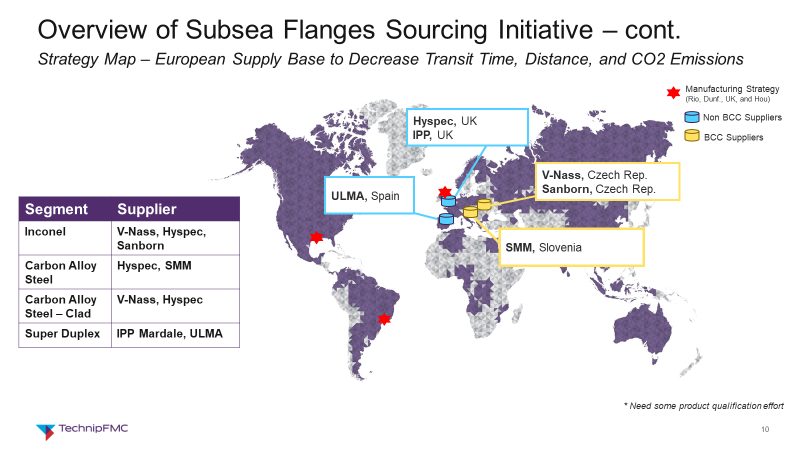 Overview of Subsea Flanges Sourcing Initiative – cont.
Strategy Map – European Supply Base to Decrease Transit Time, Distance, and CO2 Emissions
Manufacturing Strategy
(Rio, Dunf., UK, and Hou)
Non BCC Suppliers
BCC Suppliers
Hyspec, UK
IPP, UK
V-Nass, Czech Rep.
Sanborn, Czech Rep.
ULMA, Spain
SMM, Slovenia
Segment Supplier
Inconel V-Nass, Hyspec,
Sanborn
Carbon Alloy Hyspec, SMM
Steel
Carbon Alloy V-Nass, Hyspec
Steel – Clad
Super Duplex IPP Mardale, ULMA
* Need some product qualification effort
TechnipFMC
10